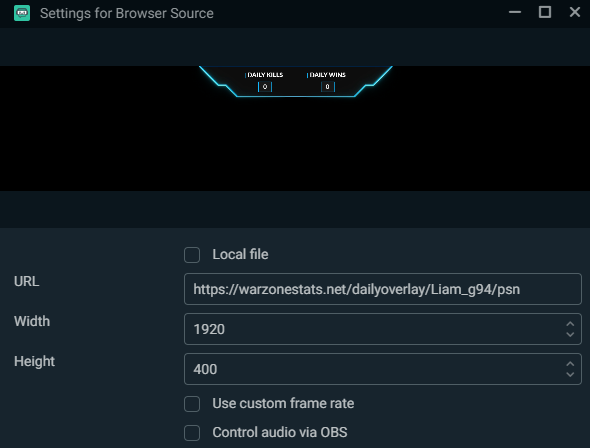 Settings for Browser Source
DAILY KILLS DAILY WINS
0 0
Local file
URL https://warzonestats.net/dailyoverlay/Liam_g94/psn
Width 1920
Height 400
Use custom frame rate
Control audio via OBS